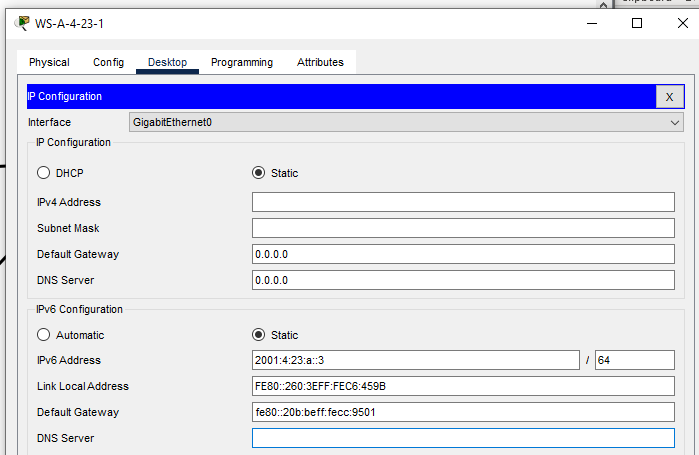 WS-A-4-23-1
Physical Config Desktop Programming Attributes
IP Configuration X
Interface GigabitEthernet0
IP Configuration
DHCP Static
IPv4 Address
Subnet Mask
Default Gateway 0.0.0.0
DNS Server 0.0.0.0
IPv6 Configuration
Automatic Static
IPv6 Address 2001:4:23:a::3 / 64
Link Local Address FE80::260:3EFF:FEC6:459B
Default Gateway fe80::20b:beff:fecc:9501
DNS Server